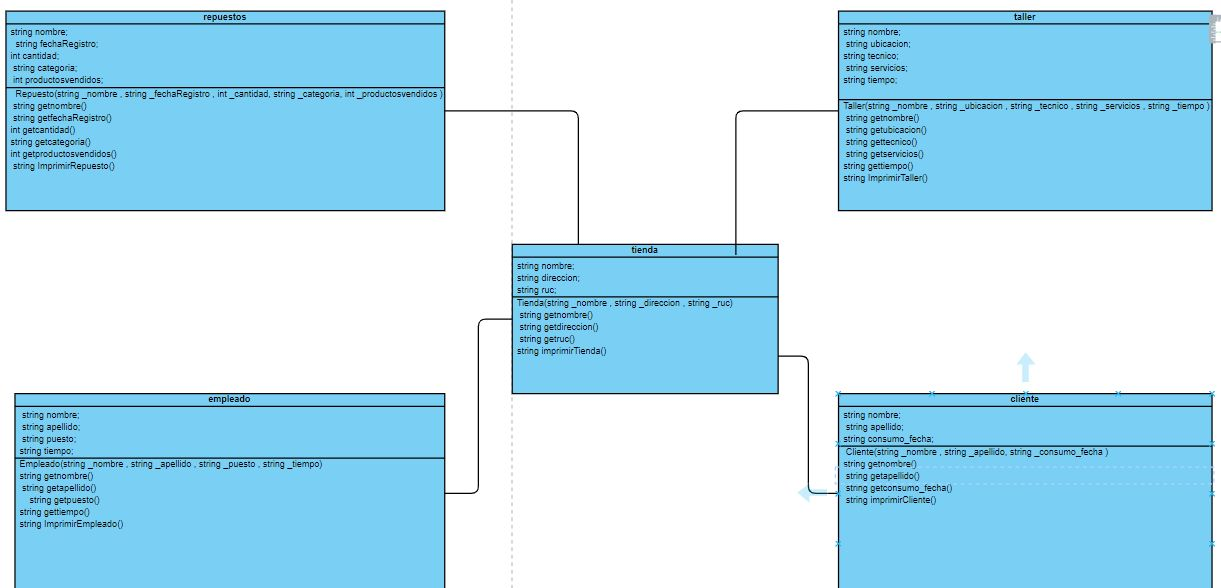 repuestos
string nombre;
string fechaRegistro;
int cantidad;
string categoria;
int productosvendidos;
Repuesto(string _nombre , string _fechaRegistro , int _cantidad, string _categoria, int _productosvendidos )
string getnombre()
string getfechaRegistro()
int getcantidad()
string getcategoria()
int getproductosvendidos()
string ImprimirRepuesto()
taller
string nombre;
string ubicacion;
string tecnico;
string servicios;
string tiempo;
Taller(string _nombre , string _ubicacion , string _tecnico , string _servicios , string _tiempo )
string getnombre()
string getubicacion()
string gettecnico()
string getservicios()
string gettiempo()
string ImprimirTaller()
tienda
string nombre;
string direccion;
string ruc;
Tienda(string _nombre , string _direccion , string _ruc)
string getnombre()
string getdireccion()
string getruc()
string imprimirTienda()
empleado
string nombre;
string apellido;
string puesto;
string tiempo;
Empleado(string _nombre , string _apellido , string _puesto , string _tiempo)
string getnombre()
string getapellido()
string getpuesto()
string gettiempo()
string ImprimirEmpleado()
cliente
string nombre;
string apellido;
string consumo_fecha;
Cliente(string _nombre , string _apellido, string _consumo_fecha )
string getnombre()
string getapellido()
string getconsumo_fecha()
string imprimirCliente()